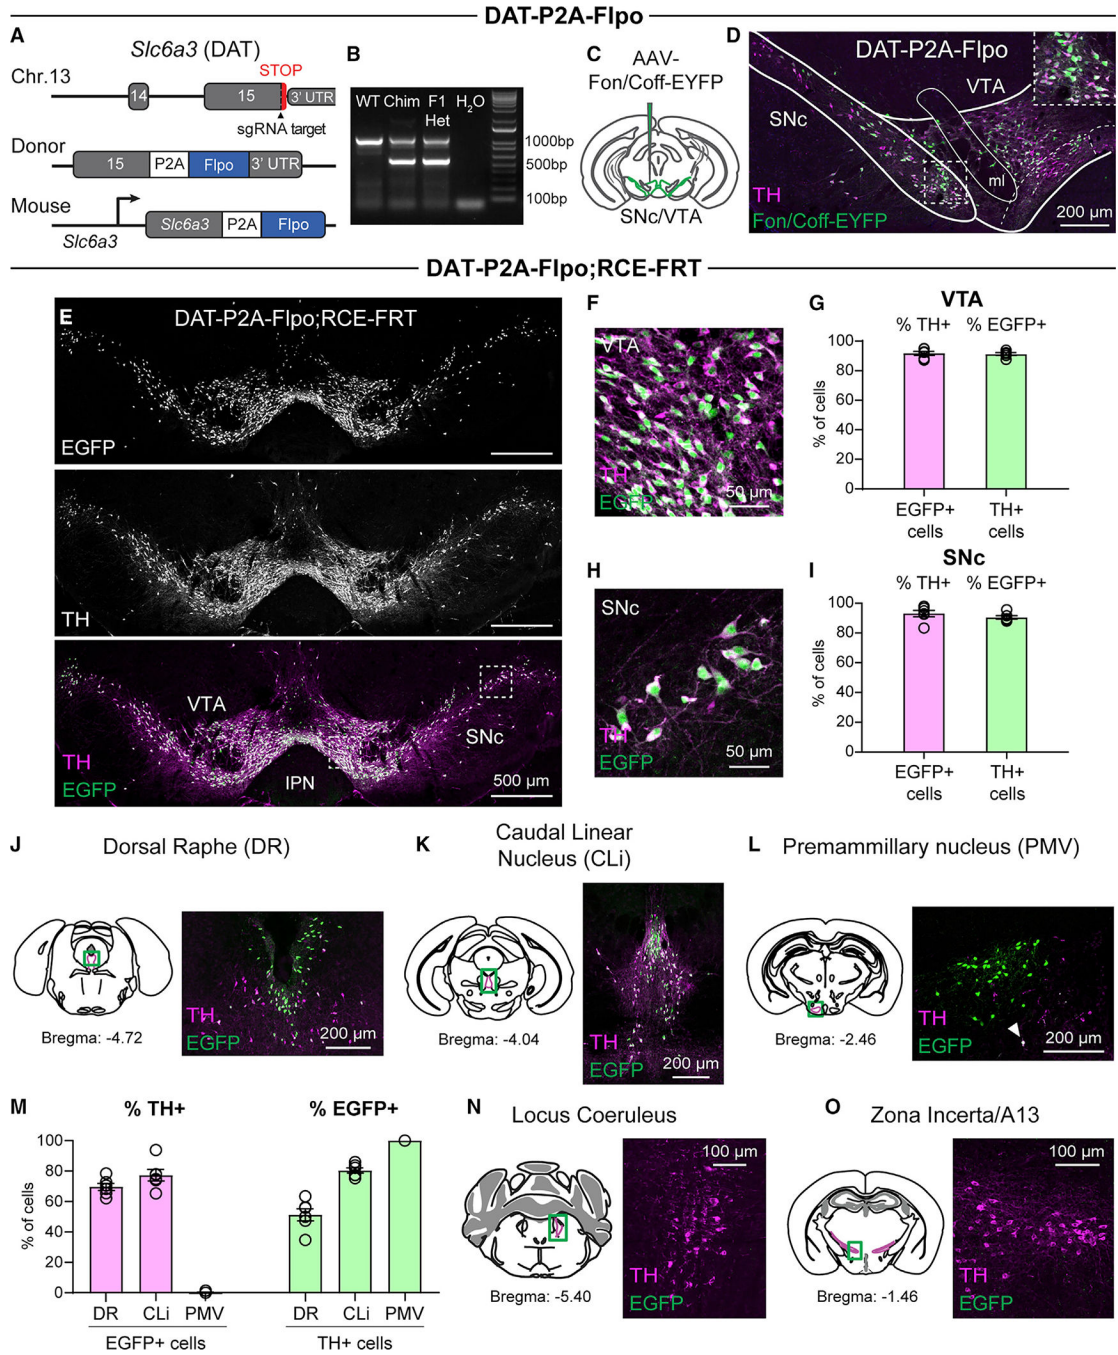 DAT-P2A-Flpo
A
Slc6a3 (DAT)
Chr.13
STOP
14
15
3' UTR
sgRNA target
Donor
15
P2A
Flpo
3' UTR
Mouse
Slc6a3
Slc6a3
P2A
Flpo
B
WT
Chim
F1
Het
H2O
1000bp
500bp
100bp
C
AAV-
Fon/Coff-EYFP
SNc/VTA
D
DAT-P2A-Flpo
VTA
SNc
ml
TH
Fon/Coff-EYFP
200 µm
DAT-P2A-Flpo;RCE-FRT
E
DAT-P2A-Flpo;RCE-FRT
EGFP
TH
VTA
SNc
TH
EGFP
IPN
500 µm
F
VTA
TH
EGFP
50 µm
G
VTA
% TH+
% EGFP+
% of cells
100
80
60
40
20
0
EGFP+
cells
TH+
cells
H
SNc
TH
EGFP
50 µm
I
SNc
% TH+
% EGFP+
% of cells
100
80
60
40
20
0
EGFP+
cells
TH+
cells
J
Dorsal Raphe (DR)
Bregma: -4.72
TH
EGFP
200 µm
K
Caudal Linear
Nucleus (CLi)
Bregma: -4.04
TH
EGFP
200 µm
L
Premammillary nucleus (PMV)
Bregma: -2.46
TH
EGFP
200 µm
M
% TH+
% EGFP+
% of cells
100
80
60
40
20
0
DR
CLi
PMV
EGFP+ cells
DR
CLi
PMV
TH+ cells
N
Locus Coeruleus
Bregma: -5.40
100 µm
TH
EGFP
O
Zona Incerta/A13
Bregma: -1.46
100 µm
TH
EGFP